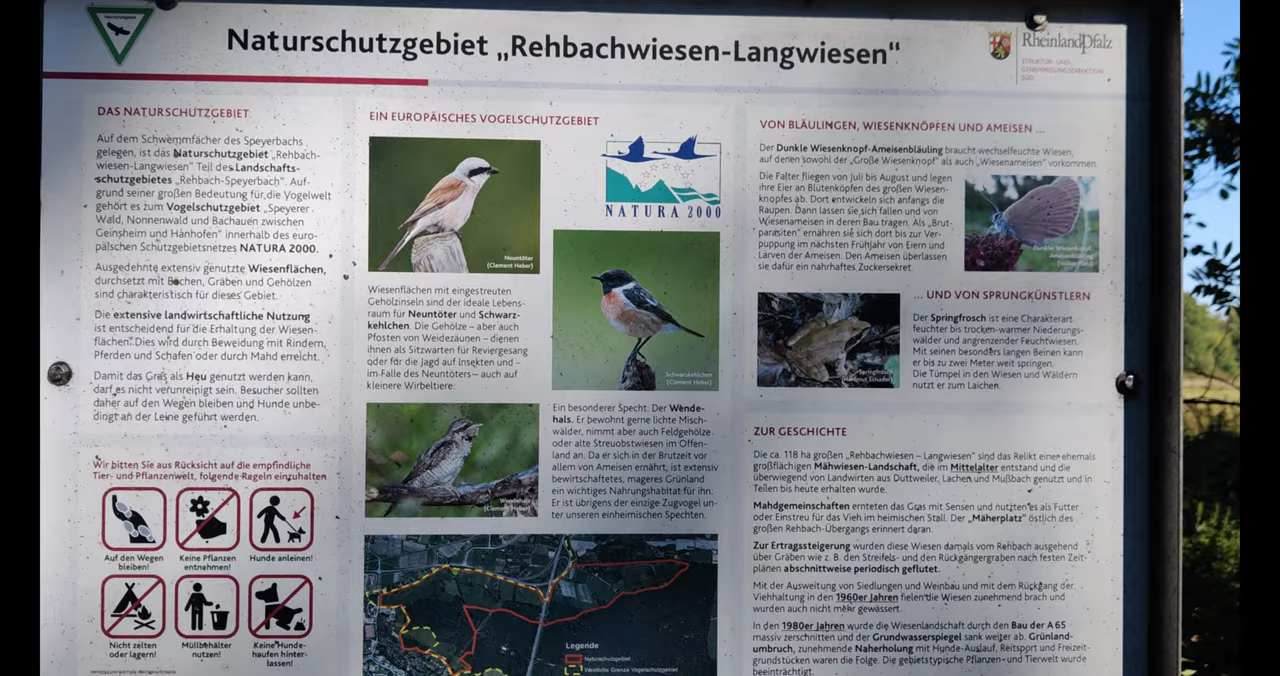 Naturschutzgebiet „Rehbachwiesen-Langwiesen“
RheinlandPfalz
STRUKTUR- UND
GENEHMIGUNGSDIREKTION
SÜD
DAS NATURSCHUTZGEBIET
Auf dem Schwemmfächer des Speyerbachs
gelegen, ist das Naturschutzgebiet „Rehbach-
wiesen-Langwiesen“ Teil des Landschafts-
schutzgebietes „Rehbach-Speyerbach“. Auf-
grund seiner großen Bedeutung für die Vogelwelt
gehört es zum Vogelschutzgebiet „Speyerer
Wald, Nonnenwald und Bachauen zwischen
Geinsheim und Hanhofen“ innerhalb des euro-
päischen Schutzgebietsnetzes NATURA 2000.
Ausgedehnte extensiv genutzte Wiesenflächen,
durchsetzt mit Bächen, Gräben und Gehölzen
sind charakteristisch für dieses Gebiet.
Die extensive landwirtschaftliche Nutzung
ist entscheidend für die Erhaltung der Wiesen-
flächen. Dies wird durch Beweidung mit Rindern,
Pferden und Schafen oder durch Mahd erreicht.
Damit das Gras als Heu genutzt werden kann,
darf es nicht verunreinigt sein. Besucher sollten
daher auf den Wegen bleiben und Hunde unbe-
dingt an der Leine geführt werden.
Wir bitten Sie aus Rücksicht auf die empfindliche
Tier- und Pflanzenwelt, folgende Regeln einzuhalten
Auf den Wegen
bleiben!
Keine Pflanzen
entnehmen!
Hunde anleinen!
Nicht zelten
oder lagern!
Müllbehälter
nutzen!
Keine Hunde-
haufen hinter-
lassen!
EIN EUROPÄISCHES VOGELSCHUTZGEBIET
Neuntöter
(Clement Heber)
NATURA 2000
Schwarzkehlchen
(Clement Heber)
Wiesenflächen mit eingestreuten
Gehölzinseln sind der ideale Lebens-
raum für Neuntöter und Schwarz-
kehlchen. Die Gehölze – aber auch
Pfosten von Weidezäunen – dienen
ihnen als Sitzwarten für Reviergesang
oder für die Jagd auf Insekten und –
im Falle des Neuntöters – auch auf
kleinere Wirbeltiere.
Wendehals
(Clement Heber)
Ein besonderer Specht: Der Wende-
hals. Er bewohnt gerne lichte Misch-
wälder, nimmt aber auch Feldgehölze
oder alte Streuobstwiesen im Offen-
land an. Da er sich in der Brutzeit vor
allem von Ameisen ernährt, ist extensiv
bewirtschaftetes, mageres Grünland
ein wichtiges Nahrungshabitat für ihn.
Er ist übrigens der einzige Zugvogel un-
ter unseren einheimischen Spechten.
Legende
Naturschutzgebiet
Westliche Grenze Vogelschutzgebiet
VON BLÄULINGEN, WIESENKNÖPFEN UND AMEISEN ...
Der Dunkle Wiesenknopf-Ameisenbläuling braucht wechselfeuchte Wiesen,
auf denen sowohl der „Große Wiesenknopf“ als auch „Wiesenameisen“ vorkommen.
Die Falter fliegen von Juli bis August und legen
ihre Eier an Blütenköpfen des großen Wiesen-
knopfes ab. Dort entwickeln sich anfangs die
Raupen. Dann lassen sie sich fallen und von
Wiesenameisen in deren Bau tragen. Als „Brut-
parasiten“ ernähren sie sich dort bis zur Ver-
puppung im nächsten Frühjahr von Eiern und
Larven der Ameisen. Den Ameisen überlassen
sie dafür ein nahrhaftes Zuckersekret.
Dunkler Wiesenknopf-
Ameisenbläuling
... UND VON SPRUNGKÜNSTLERN
Springfrosch
(Hartmut Schader)
Der Springfrosch ist eine Charakterart
feuchter bis trocken-warmer Niederungs-
wälder und angrenzender Feuchtwiesen.
Mit seinen besonders langen Beinen kann
er bis zu zwei Meter weit springen.
Die Tümpel in den Wiesen und Wäldern
nutzt er zum Laichen.
ZUR GESCHICHTE
Die ca. 118 ha großen „Rehbachwiesen – Langwiesen“ sind das Relikt einer ehemals
großflächigen Mähwiesen-Landschaft, die im Mittelalter entstand und die
überwiegend von Landwirten aus Duttweiler, Lachen und Mußbach genutzt und in
Teilen bis heute erhalten wurde.
Mahdgemeinschaften ernteten das Gras mit Sensen und nutzten es als Futter
oder Einstreu für das Vieh im heimischen Stall. Der „Mäherplatz“ östlich des
großen Rehbach-Übergangs erinnert daran.
Zur Ertragssteigerung wurden diese Wiesen damals vom Rehbach ausgehend
über Gräben wie z. B. den Streifels- und den Rückgängergraben nach festen Zeit-
plänen abschnittweise periodisch geflutet.
Mit der Ausweitung von Siedlungen und Weinbau und mit dem Rückgang der
Viehhaltung in den 1960er Jahren fielen die Wiesen zunehmend brach und
wurden auch nicht mehr gewässert.
In den 1980er Jahren wurde die Wiesenlandschaft durch den Bau der A 65
massiv zerschnitten und der Grundwasserspiegel sank weiter ab. Grünland-
umbruch, zunehmende Naherholung mit Hunde-Auslauf, Reitsport und Freizeit-
grundstücken waren die Folge. Die gebietstypische Pflanzen- und Tierwelt wurde
beeinträchtigt.